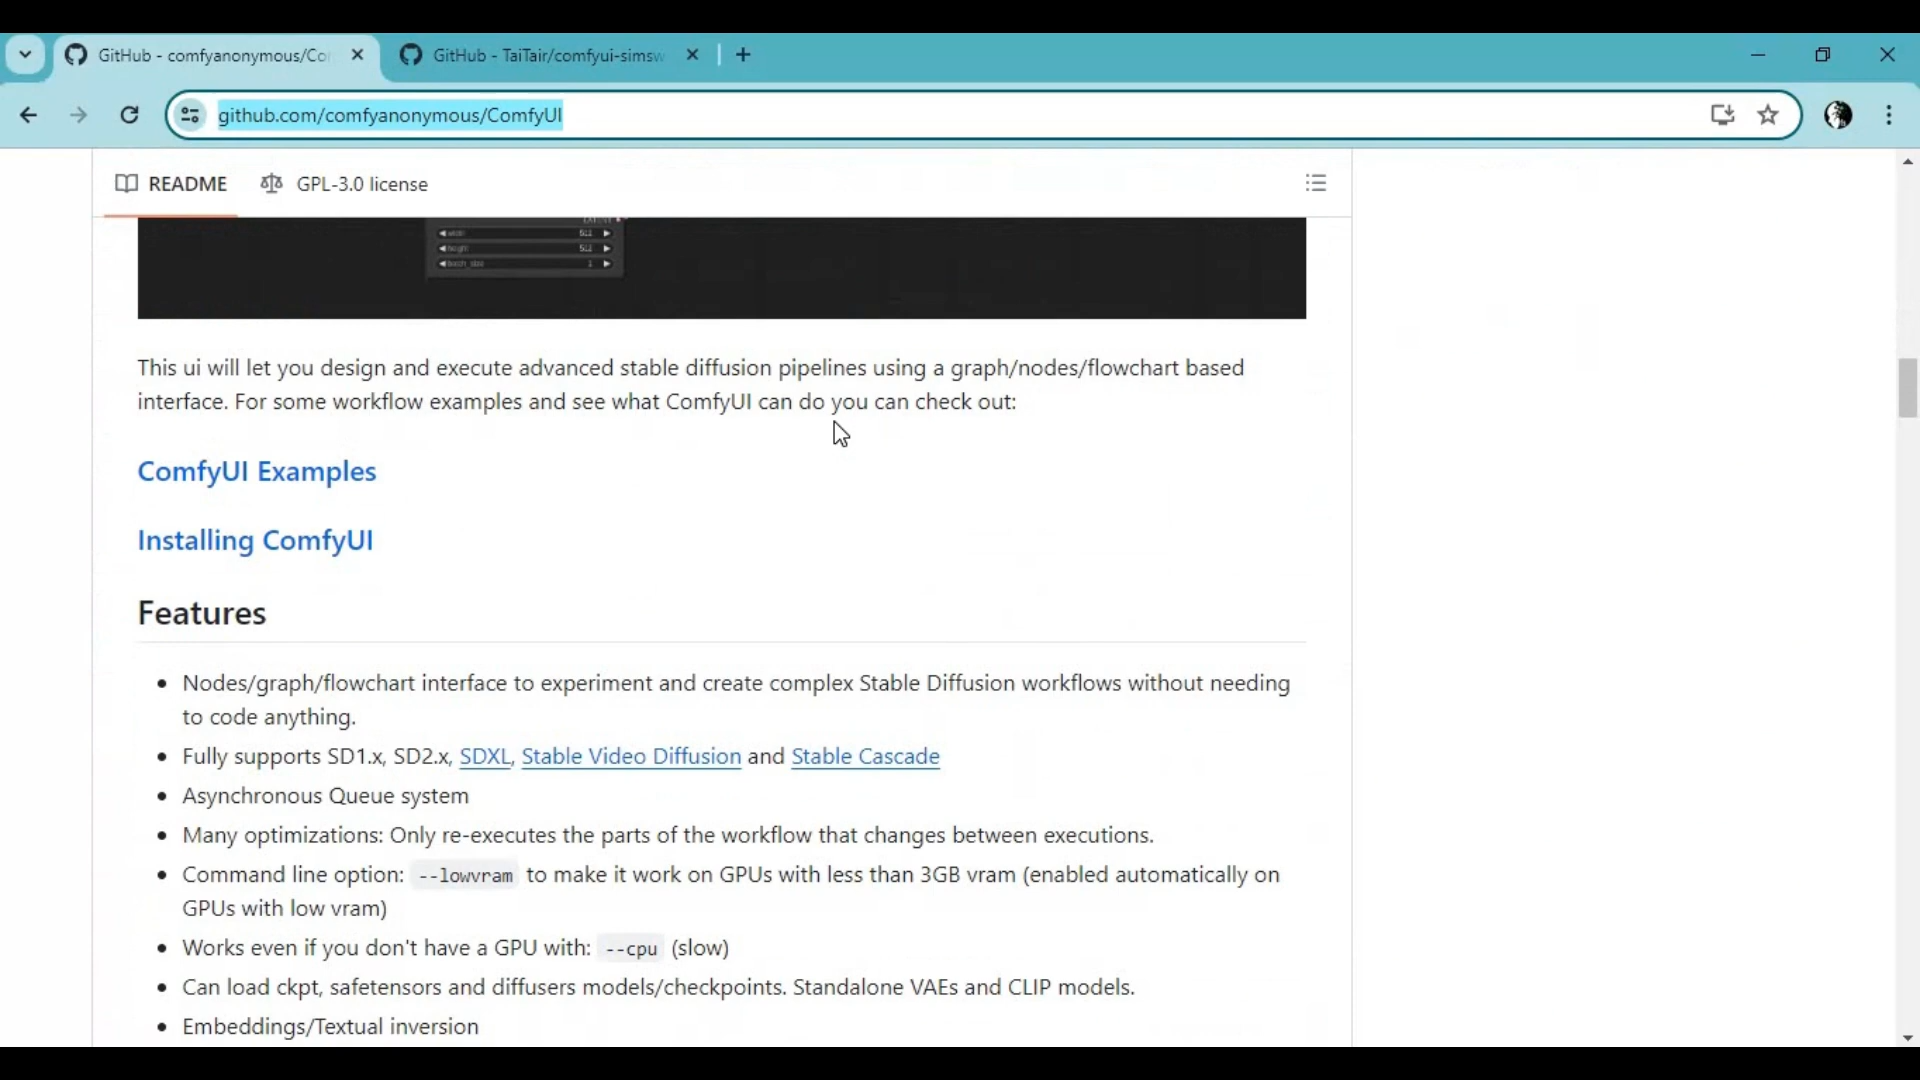 GitHub - comfyanonymous/Co
GitHub - TaiTair/comfyui-simsw
github.com/comfyanonymous/ComfyUI
README
GPL-3.0 license
LATENT
width 512
height 512
batch_size 1
This ui will let you design and execute advanced stable diffusion pipelines using a graph/nodes/flowchart based
interface. For some workflow examples and see what ComfyUI can do you can check out:
ComfyUI Examples
Installing ComfyUI
Features
Nodes/graph/flowchart interface to experiment and create complex Stable Diffusion workflows without needing
to code anything.
Fully supports SD1.x, SD2.x, SDXL, Stable Video Diffusion and Stable Cascade
Asynchronous Queue system
Many optimizations: Only re-executes the parts of the workflow that changes between executions.
Command line option: --lowvram to make it work on GPUs with less than 3GB vram (enabled automatically on
GPUs with low vram)
Works even if you don't have a GPU with: --cpu (slow)
Can load ckpt, safetensors and diffusers models/checkpoints. Standalone VAEs and CLIP models.
Embeddings/Textual inversion